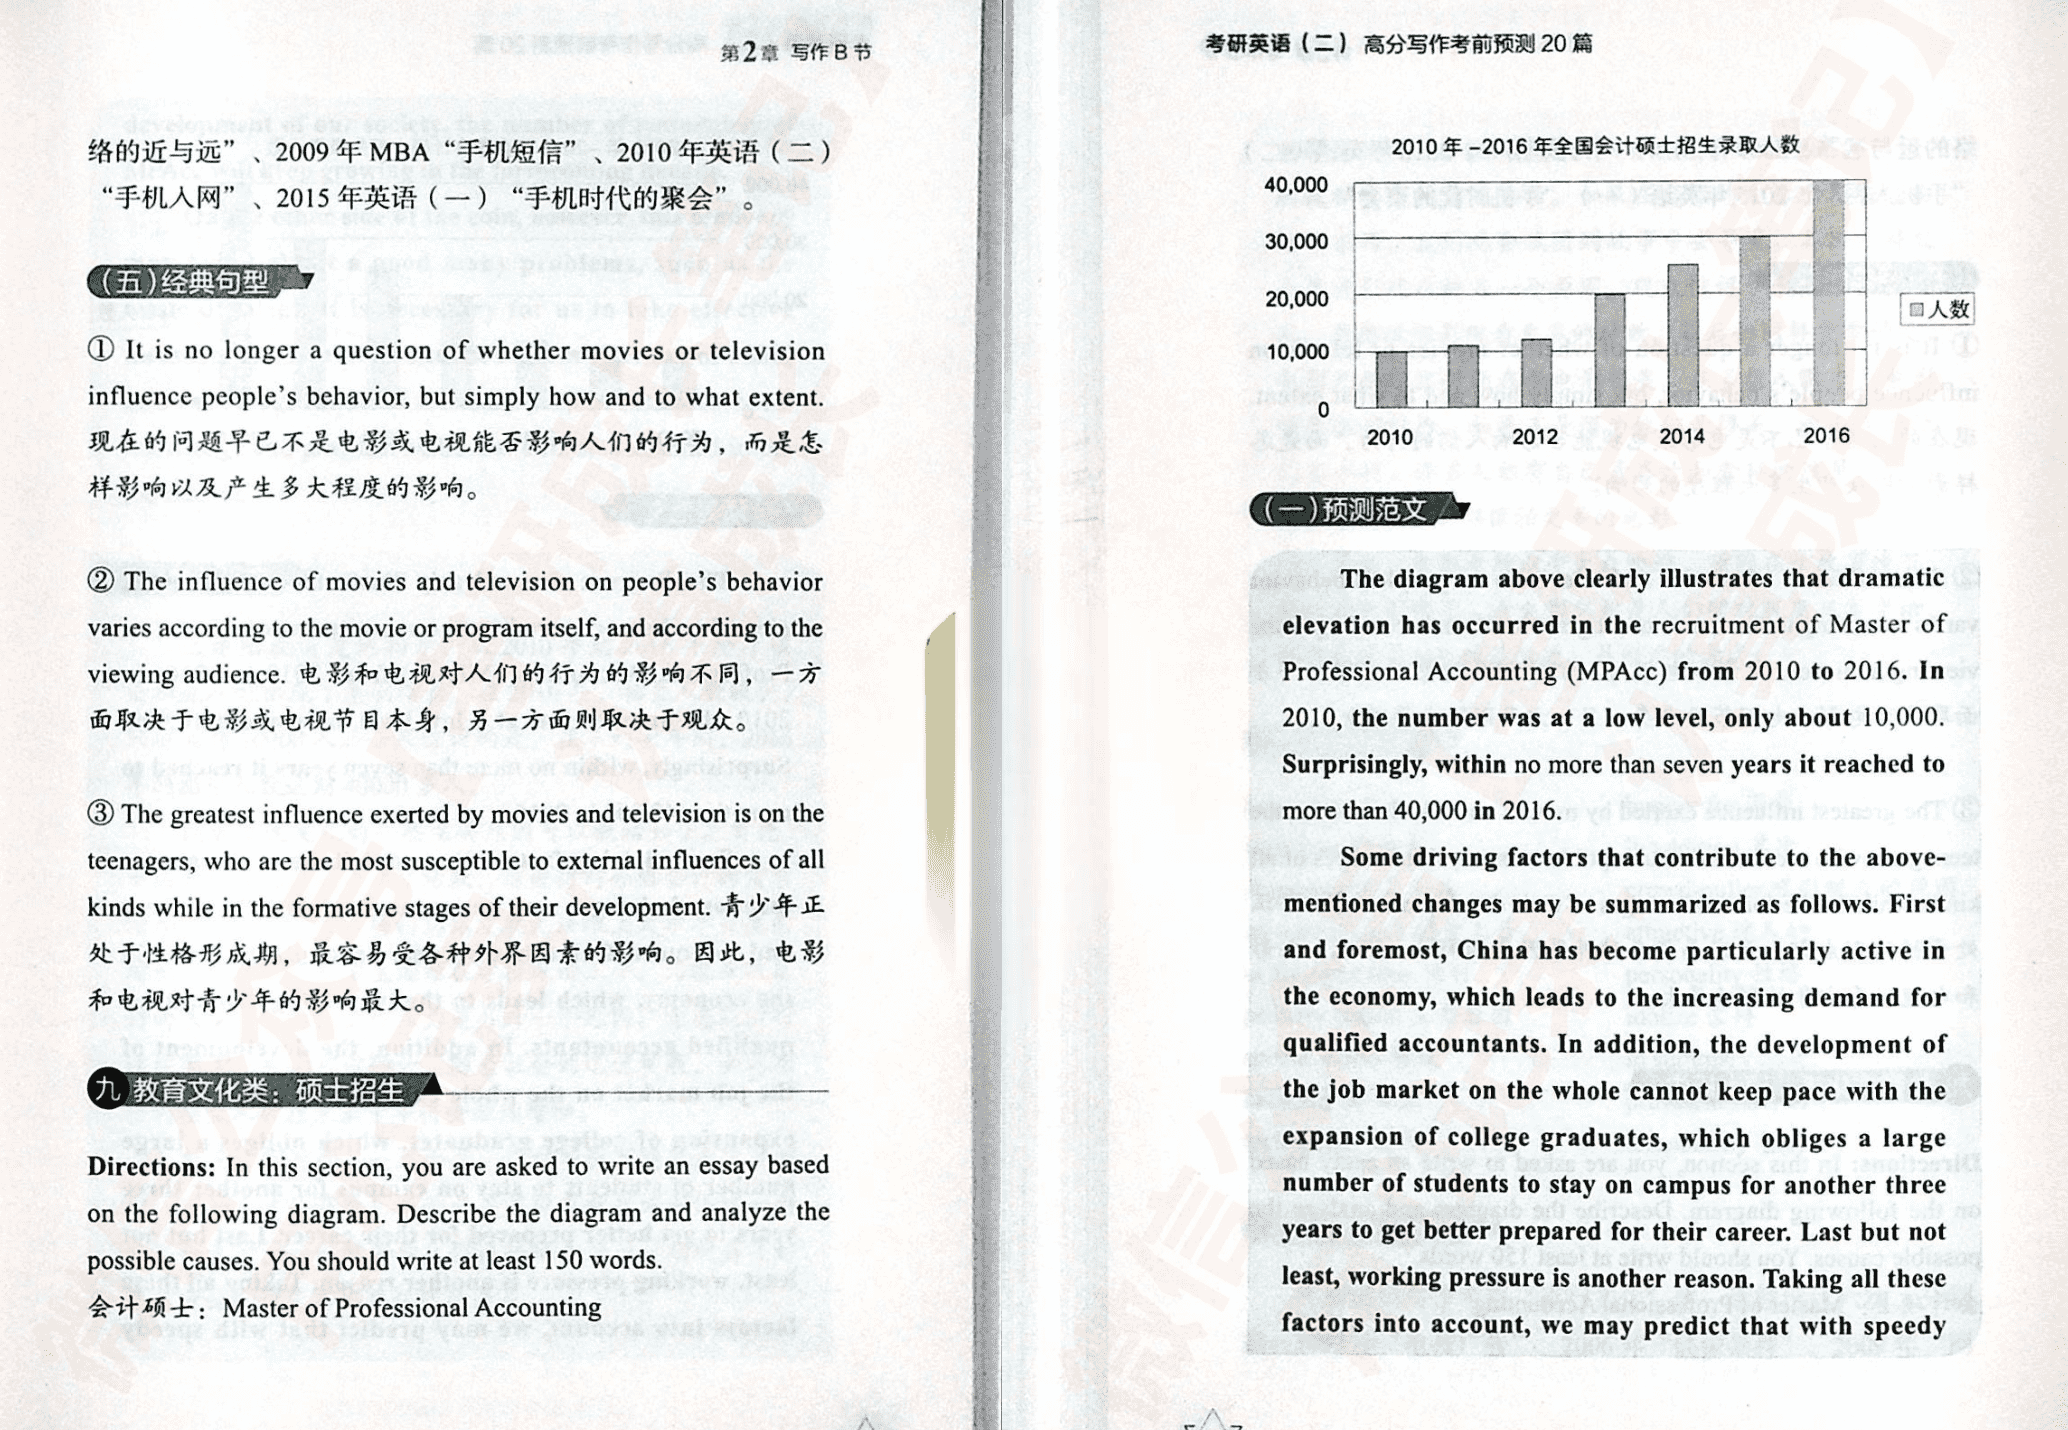 第2章 写作B节
络的近与远”、2009年MBA“手机短信”、2010年英语(二)
“手机入网”、2015年英语(一)“手机时代的聚会”。
(五)经典句型
① It is no longer a question of whether movies or television
influence people's behavior, but simply how and to what extent.
现在的问题早已不是电影或电视能否影响人们的行为，而是怎
样影响以及产生多大程度的影响。
② The influence of movies and television on people's behavior
varies according to the movie or program itself, and according to the
viewing audience. 电影和电视对人们的行为的影响不同，一方
面取决于电影或电视节目本身，另一方面则取决于观众。
③ The greatest influence exerted by movies and television is on the
teenagers, who are the most susceptible to external influences of all
kinds while in the formative stages of their development. 青少年正
处于性格形成期，最容易受各种外界因素的影响。因此，电影
和电视对青少年的影响最大。
九 教育文化类：硕士招生
Directions: In this section, you are asked to write an essay based
on the following diagram. Describe the diagram and analyze the
possible causes. You should write at least 150 words.
会计硕士：Master of Professional Accounting
考研英语(二)高分写作考前预测20篇
2010年-2016年全国会计硕士招生录取人数
40,000
30,000
20,000
10,000
0
2010 2012 2014 2016
人数
(一)预测范文
The diagram above clearly illustrates that dramatic
elevation has occurred in the recruitment of Master of
Professional Accounting (MPAcc) from 2010 to 2016. In
2010, the number was at a low level, only about 10,000.
Surprisingly, within no more than seven years it reached to
more than 40,000 in 2016.
Some driving factors that contribute to the above-
mentioned changes may be summarized as follows. First
and foremost, China has become particularly active in
the economy, which leads to the increasing demand for
qualified accountants. In addition, the development of
the job market on the whole cannot keep pace with the
expansion of college graduates, which obliges a large
number of students to stay on campus for another three
years to get better prepared for their career. Last but not
least, working pressure is another reason. Taking all these
factors into account, we may predict that with speedy